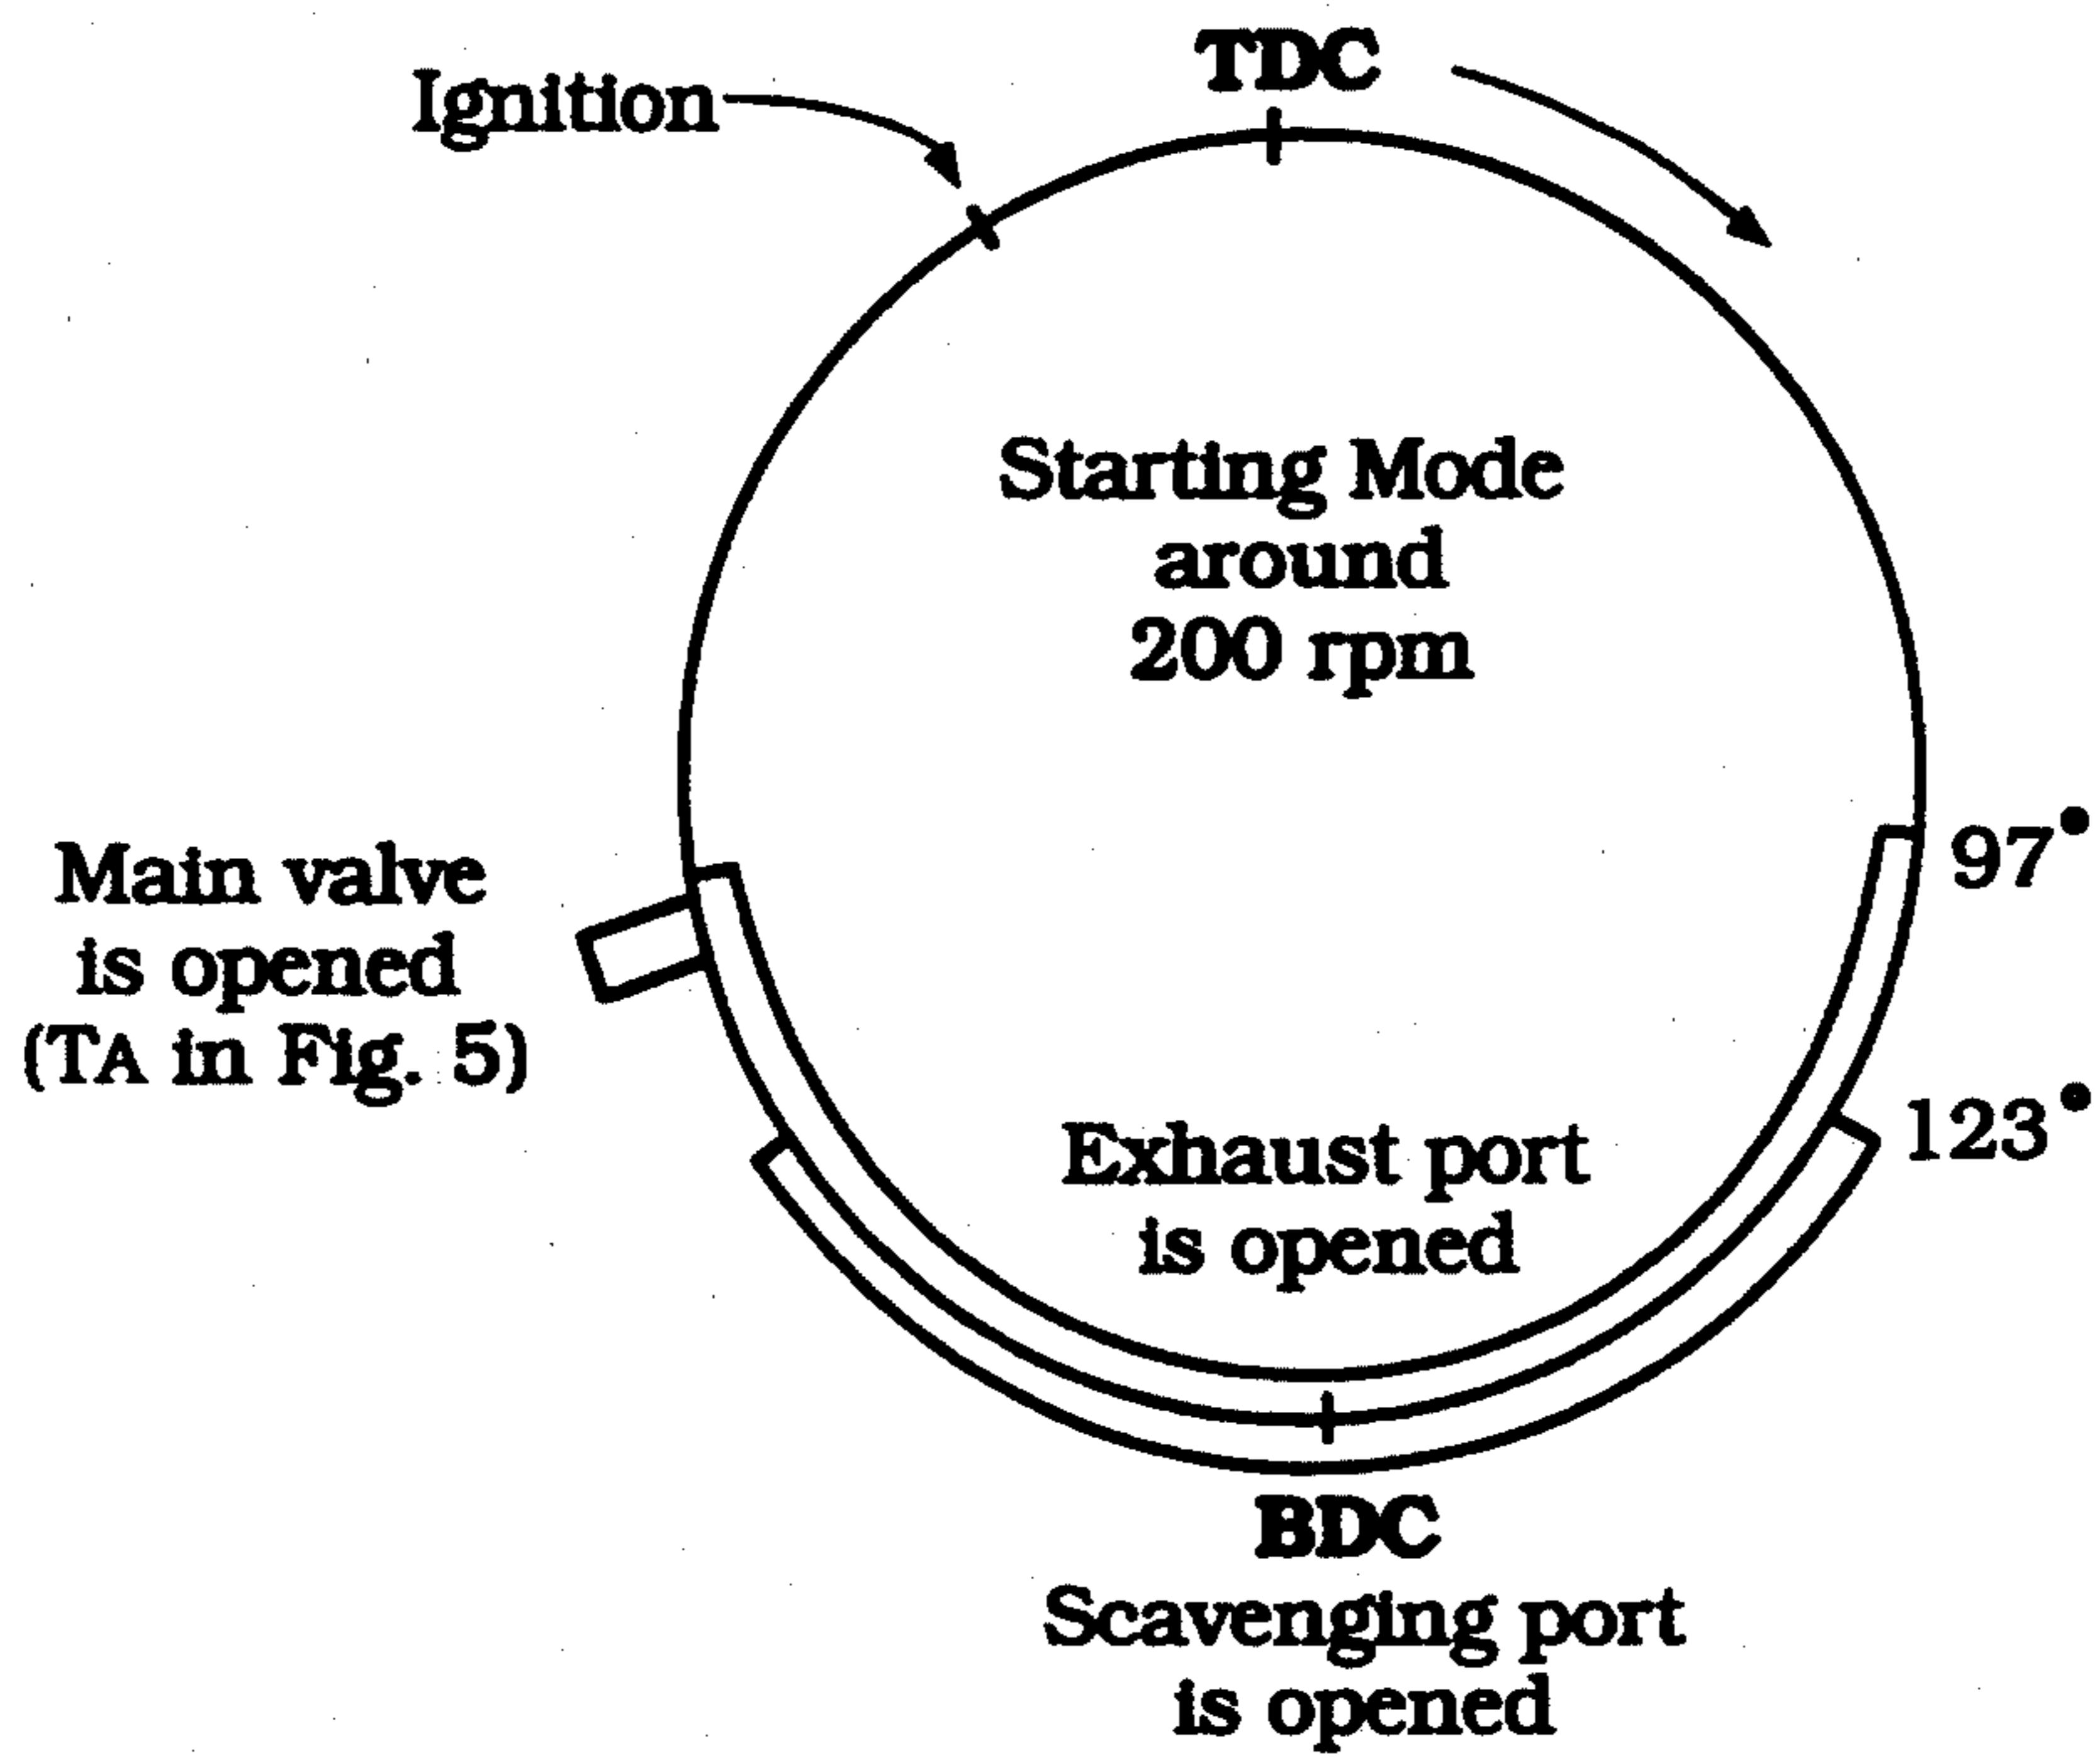 TDC
Ignition
Starting Mode
around
200 rpm
97°
Main valve
is opened
(TA in Fig. 5)
123°
Exhaust port
is opened
BDC
Scavenging port
is opened